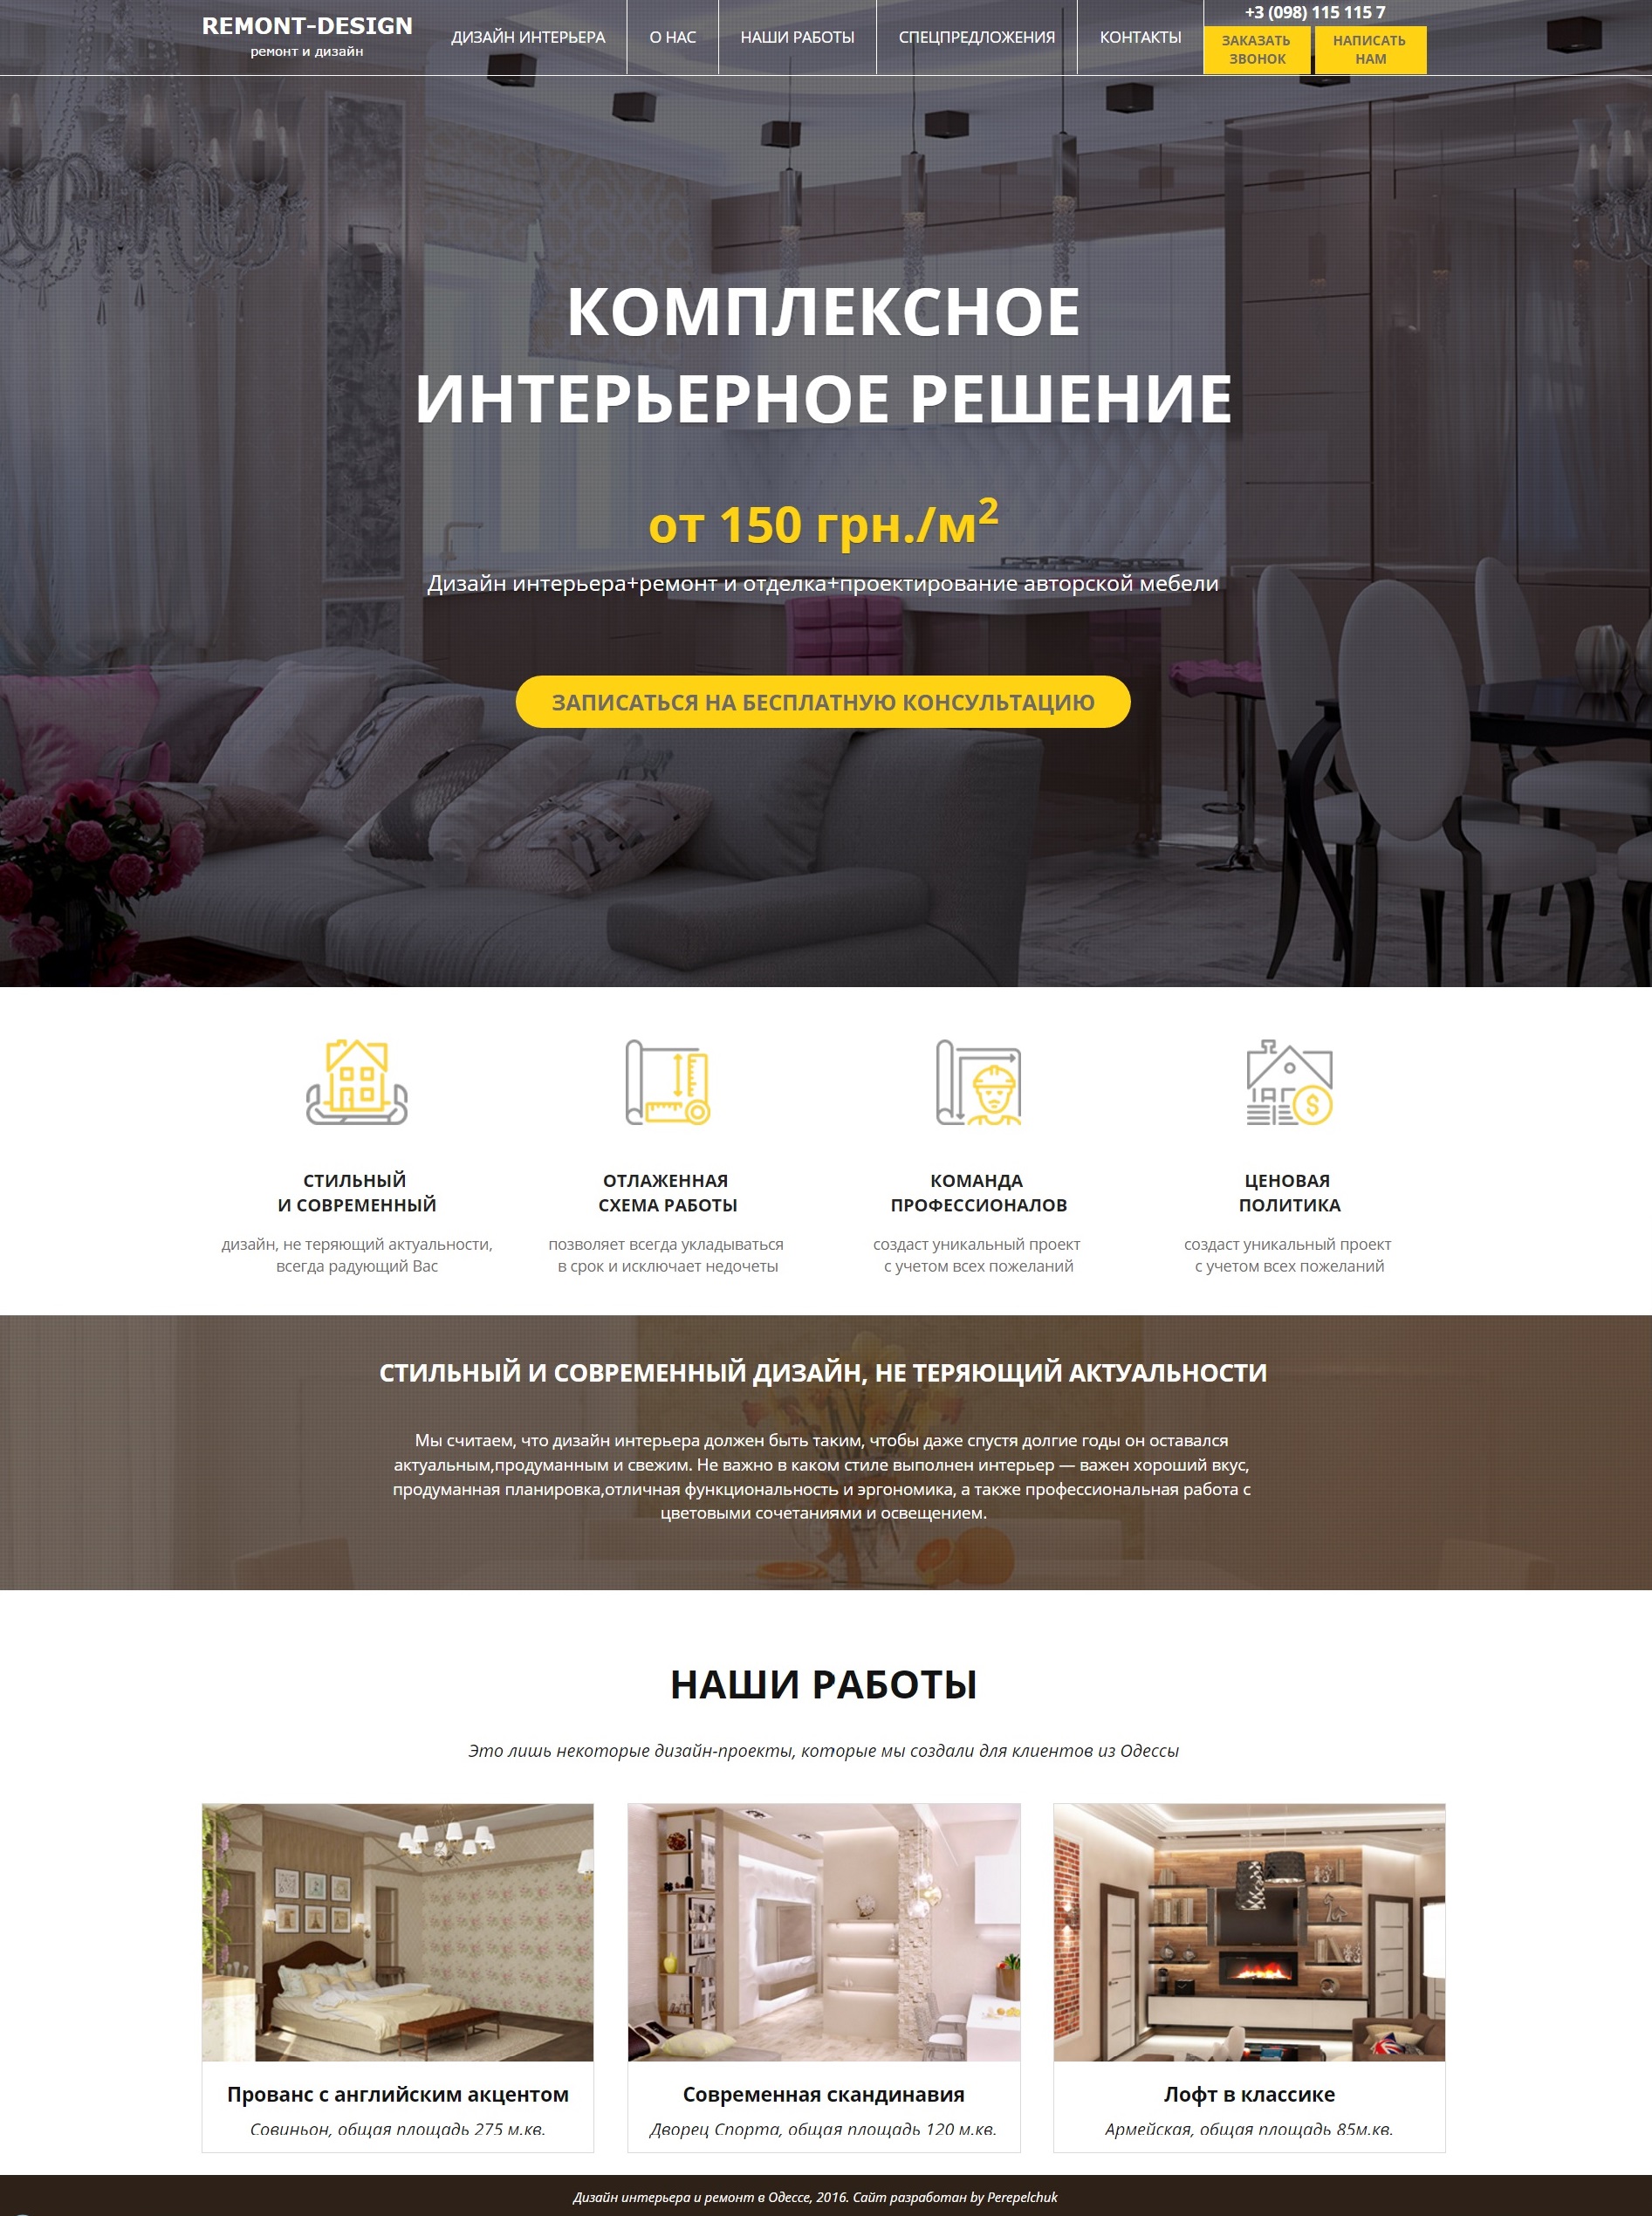 REMONT-DESIGN
ремонт и дизайн
ДИЗАЙН ИНТЕРЬЕРА
О НАС
НАШИ РАБОТЫ
СПЕЦПРЕДЛОЖЕНИЯ
КОНТАКТЫ
+3 (098) 115 115 7
ЗАКАЗАТЬ
ЗВОНОК
НАПИСАТЬ
НАМ
КОМПЛЕКСНОЕ
ИНТЕРЬЕРНОЕ РЕШЕНИЕ
от 150 грн./м²
Дизайн интерьера+ремонт и отделка+проектирование авторской мебели
ЗАПИСАТЬСЯ НА БЕСПЛАТНУЮ КОНСУЛЬТАЦИЮ
СТИЛЬНЫЙ
И СОВРЕМЕННЫЙ
дизайн, не теряющий актуальности,
всегда радующий Вас
ОТЛАЖЕННАЯ
СХЕМА РАБОТЫ
позволяет всегда укладываться
в срок и исключает недочеты
КОМАНДА
ПРОФЕССИОНАЛОВ
создаст уникальный проект
с учетом всех пожеланий
ЦЕНОВАЯ
ПОЛИТИКА
создаст уникальный проект
с учетом всех пожеланий
СТИЛЬНЫЙ И СОВРЕМЕННЫЙ ДИЗАЙН, НЕ ТЕРЯЮЩИЙ АКТУАЛЬНОСТИ
Мы считаем, что дизайн интерьера должен быть таким, чтобы даже спустя долгие годы он оставался
актуальным,продуманным и свежим. Не важно в каком стиле выполнен интерьер — важен хороший вкус,
продуманная планировка,отличная функциональность и эргономика, а также профессиональная работа с
цветовыми сочетаниями и освещением.
НАШИ РАБОТЫ
Это лишь некоторые дизайн-проекты, которые мы создали для клиентов из Одессы
Прованс с английским акцентом
Совиньон, общая площадь 275 м.кв.
Современная скандинавия
Дворец Спорта, общая площадь 120 м.кв.
Лофт в классике
Армейская, общая площадь 85м.кв.
Дизайн интерьера и ремонт в Одессе, 2016. Сайт разработан by Perepelchuk